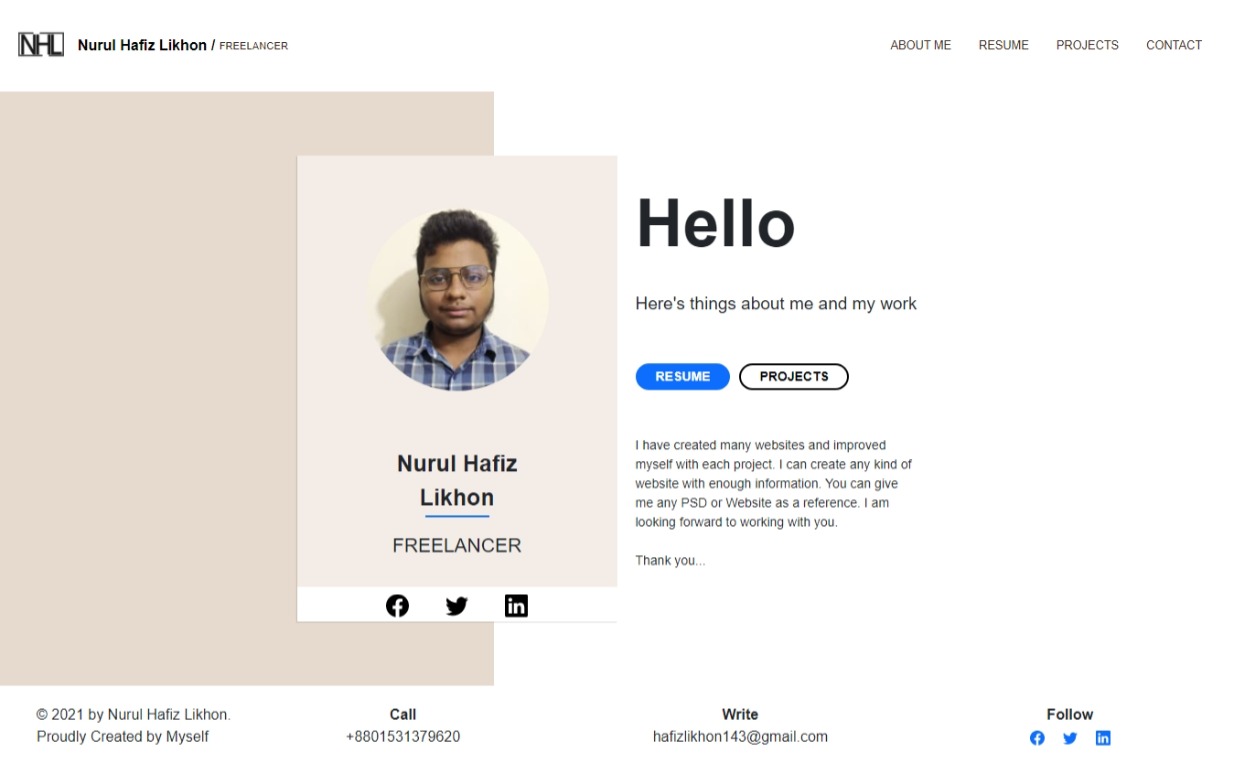 NHL Nurul Hafiz Likhon / FREELANCER
ABOUT ME RESUME PROJECTS CONTACT
Nurul Hafiz
Likhon
FREELANCER
Hello
Here's things about me and my work
RESUME PROJECTS
I have created many websites and improved
myself with each project. I can create any kind of
website with enough information. You can give
me any PSD or Website as a reference. I am
looking forward to working with you.
Thank you...
© 2021 by Nurul Hafiz Likhon.
Proudly Created by Myself
Call
+8801531379620
Write
hafizlikhon143@gmail.com
Follow